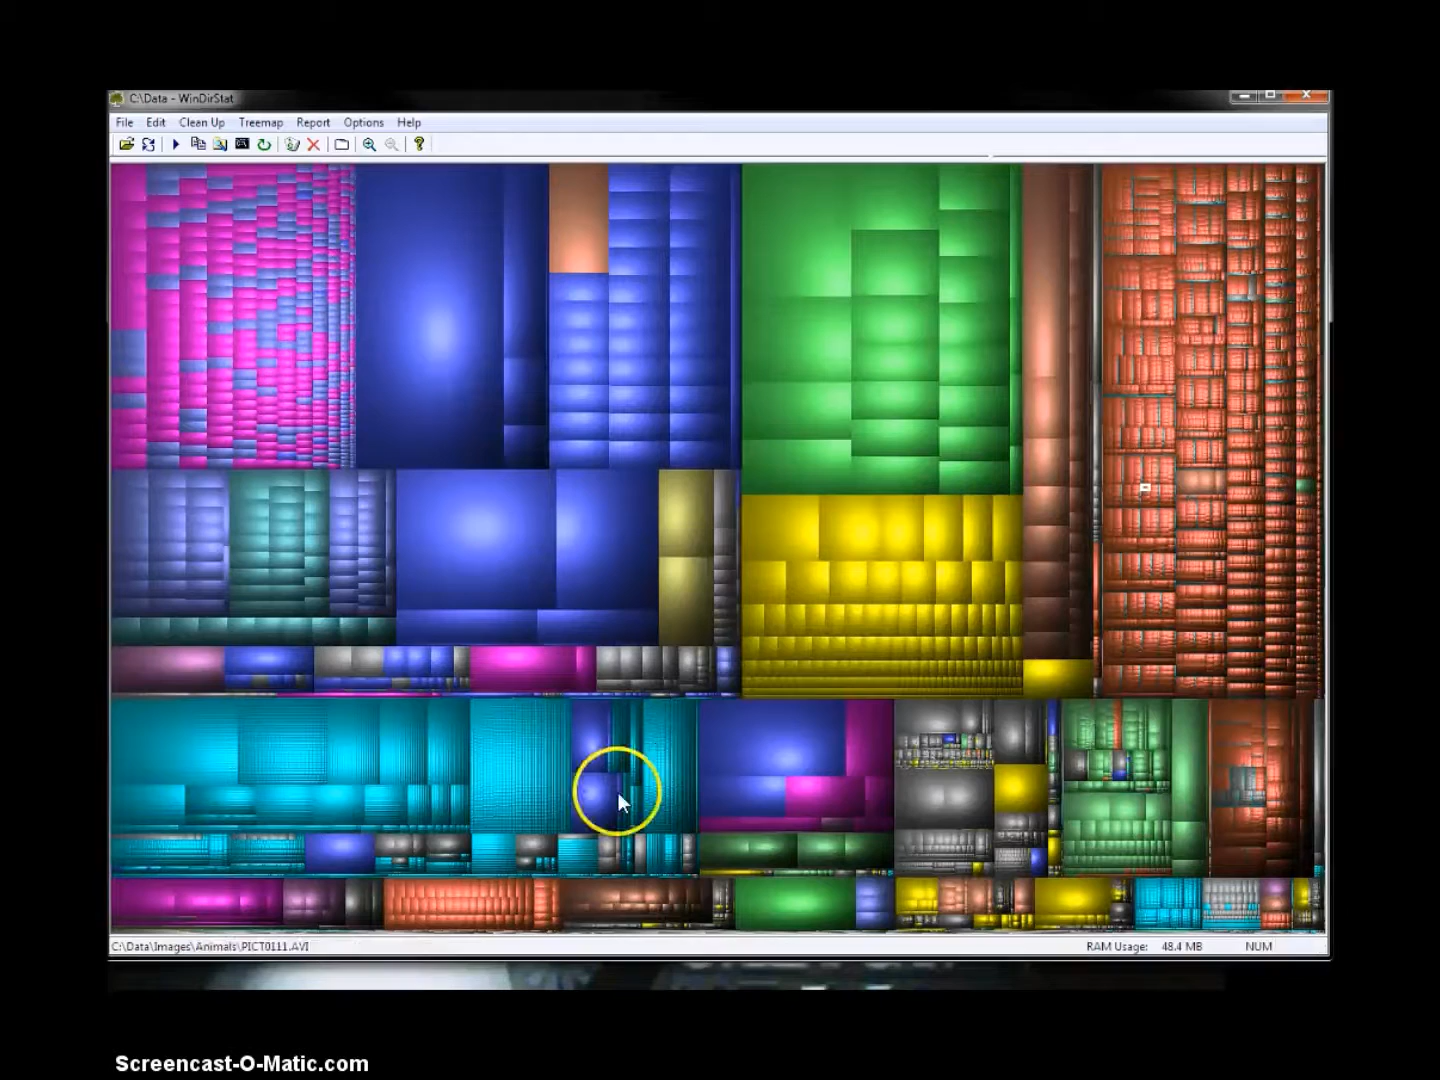 C:\Data - WinDirStat
File Edit Clean Up Treemap Report Options Help
C:\Data\Images\Animals\PICT0111.AVI RAM Usage: 48.4 MB NUM
Screencast-O-Matic.com